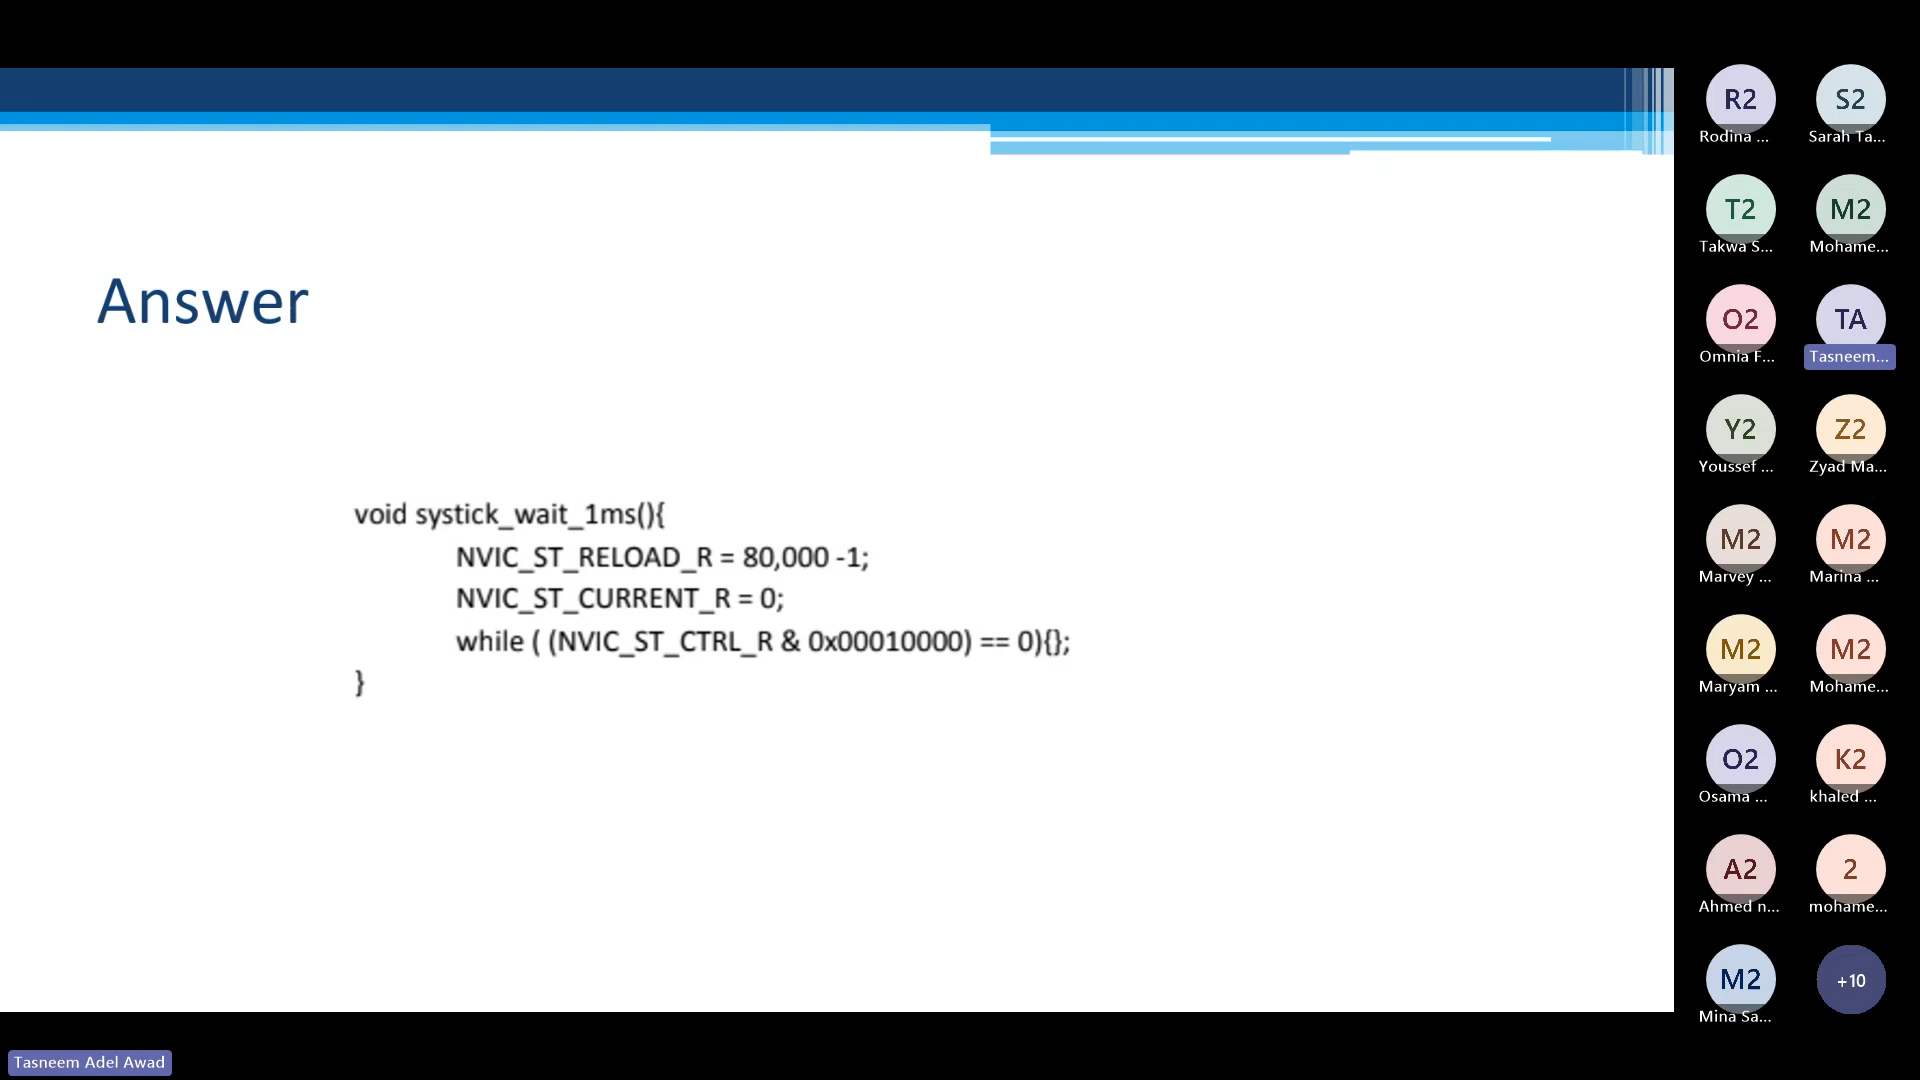 Answer
void systick_wait_1ms(){
NVIC_ST_RELOAD_R = 80,000 -1;
NVIC_ST_CURRENT_R = 0;
while ( (NVIC_ST_CTRL_R & 0x00010000) == 0){};
}
R2 S2
Rodina ... Sarah Ta...
T2 M2
Takwa S... Mohame...
O2 TA
Omnia F... Tasneem...
Y2 Z2
Youssef ... Zyad Ma...
M2 M2
Marvey ... Marina ...
M2 M2
Maryam ... Mohame...
O2 K2
Osama ... khaled ...
A2 2
Ahmed n... mohame...
M2 +10
Mina Sa...
Tasneem Adel Awad